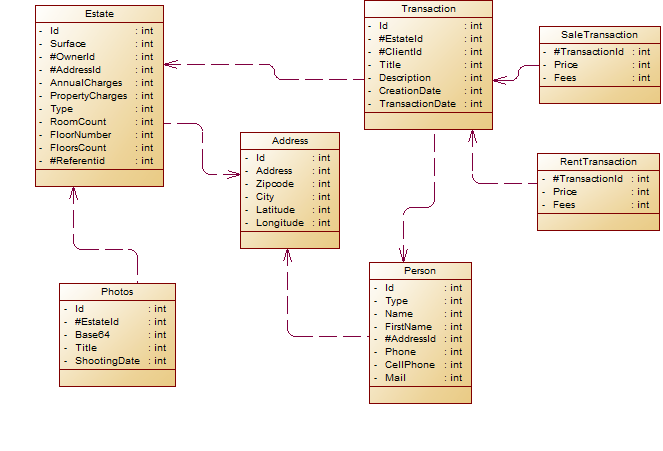 Estate
- Id : int
- Surface : int
- #OwnerId : int
- #AddressId : int
- AnnualCharges : int
- PropertyCharges : int
- Type : int
- RoomCount : int
- FloorNumber : int
- FloorsCount : int
- #ReferentId : int
Transaction
- Id : int
- #EstateId : int
- #ClientId : int
- Title : int
- Description : int
- CreationDate : int
- TransactionDate : int
SaleTransaction
- #TransactionId : int
- Price : int
- Fees : int
Address
- Id : int
- Address : int
- Zipcode : int
- City : int
- Latitude : int
- Longitude : int
RentTransaction
- #TransactionId : int
- Price : int
- Fees : int
Photos
- Id : int
- #EstateId : int
- Base64 : int
- Title : int
- ShootingDate : int
Person
- Id : int
- Type : int
- Name : int
- FirstName : int
- #AddressId : int
- Phone : int
- CellPhone : int
- Mail : int